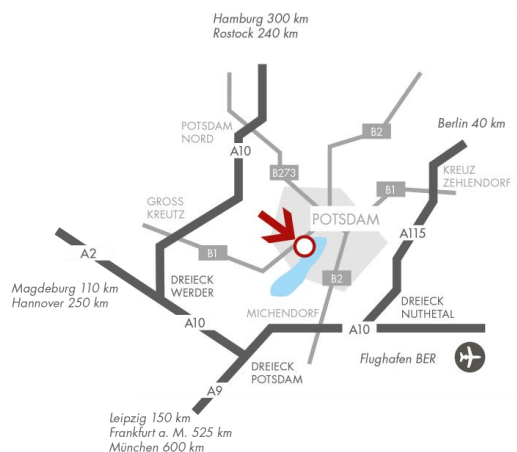 Hamburg 300 km
Rostock 240 km
POTSDAM
NORD
B2
Berlin 40 km
A10
B273
KREUZ
ZEHLENDORF
B1
GROSS
KREUTZ
POTSDAM
A115
A2
B1
DREIECK
WERDER
B2
Magdeburg 110 km
Hannover 250 km
MICHENDORF
DREIECK
NUTHETAL
A10
A10
DREIECK
POTSDAM
Flughafen BER
A9
Leipzig 150 km
Frankfurt a. M. 525 km
München 600 km